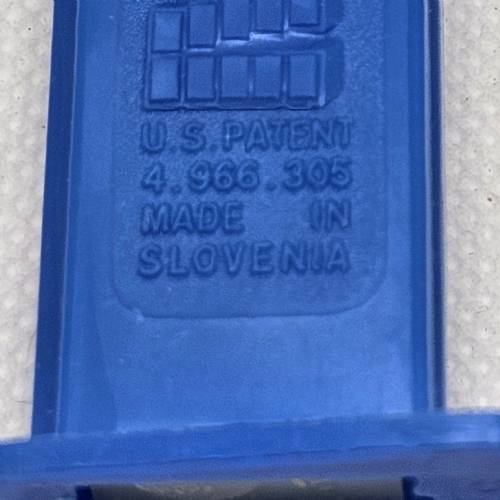 U.S. PATENT
4.966.305
MADE IN
SLOVENIA